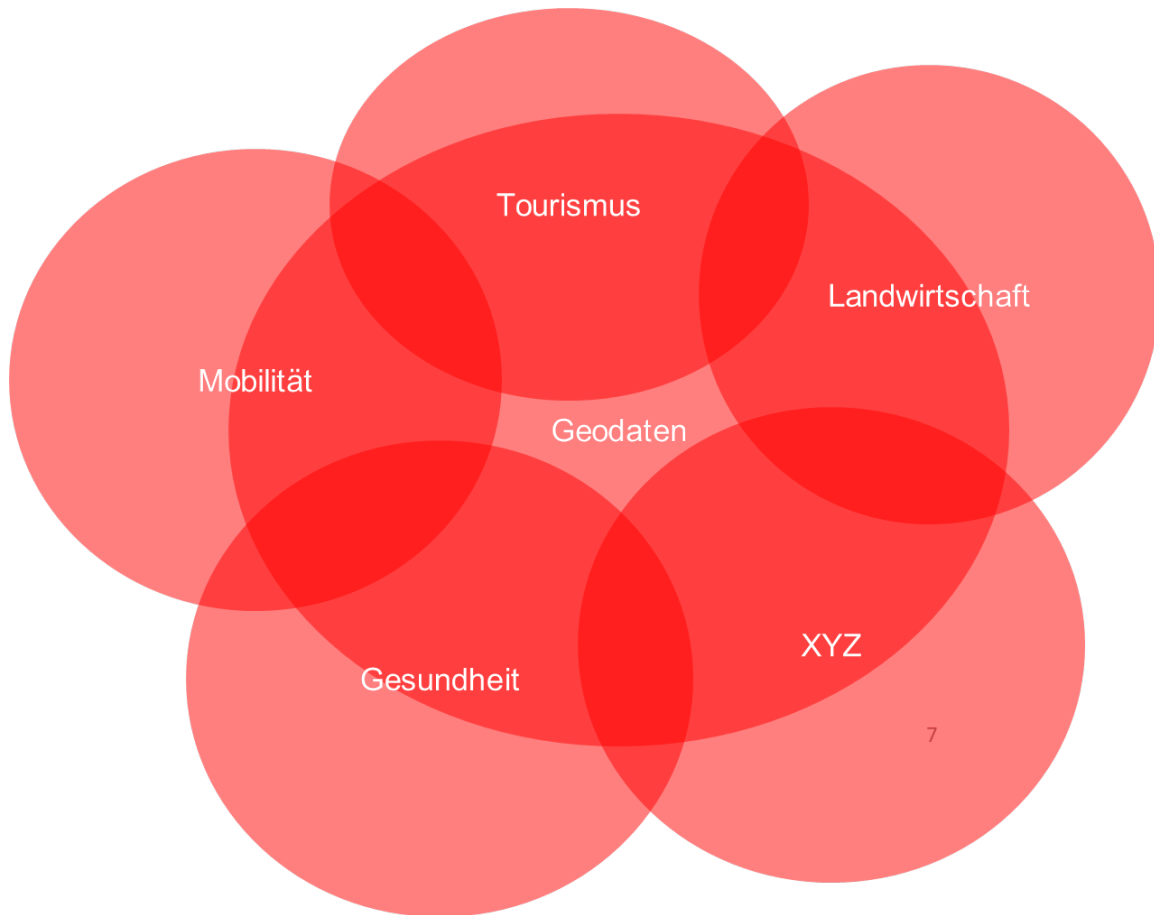 Tourismus
Landwirtschaft
Mobilität
Geodaten
XYZ
Gesundheit
7